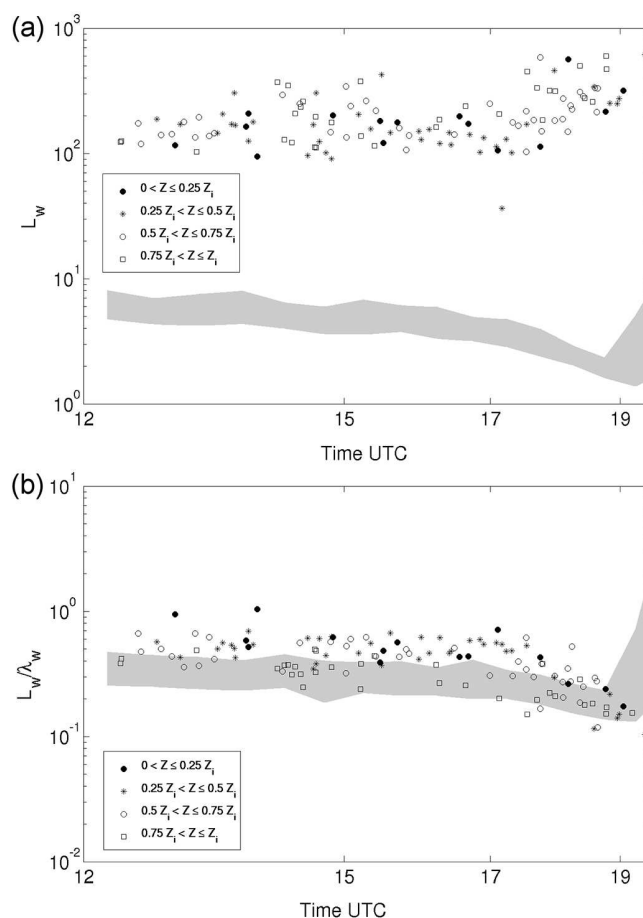 (a)
10³
10²
10¹
10⁰
L_w
0 < Z ≤ 0.25 Z_i
0.25 Z_i < Z ≤ 0.5 Z_i
0.5 Z_i < Z ≤ 0.75 Z_i
0.75 Z_i < Z ≤ Z_i
12 15 17 19
Time UTC
(b)
10¹
10⁰
10⁻¹
10⁻²
L_w/λ_w
0 < Z ≤ 0.25 Z_i
0.25 Z_i < Z ≤ 0.5 Z_i
0.5 Z_i < Z ≤ 0.75 Z_i
0.75 Z_i < Z ≤ Z_i
12 15 17 19
Time UTC